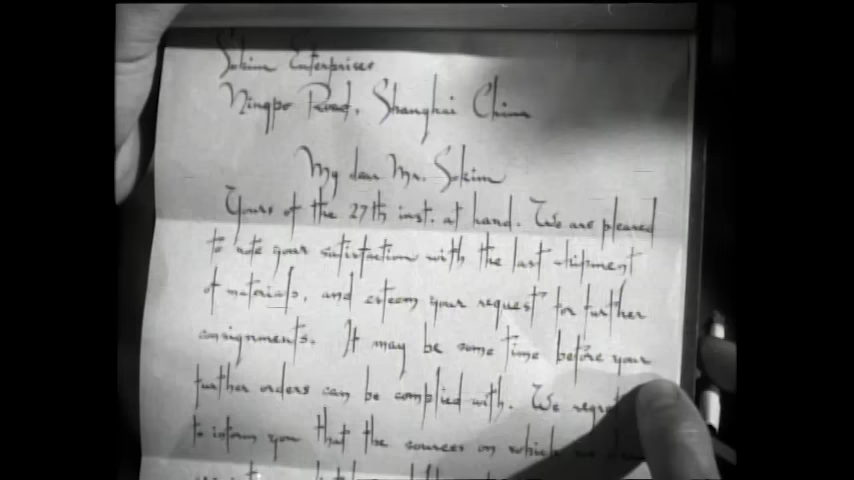 Sokim Enterprises
Ningpo Road, Shanghai China
My dear Mr. Sokim
Yours of the 27th inst. at hand. We are pleased
to note your satisfaction with the last shipment
of materials, and esteem your request for further
consignments. It may be some time before your
further orders can be complied with. We
to inform you that the sources on which we